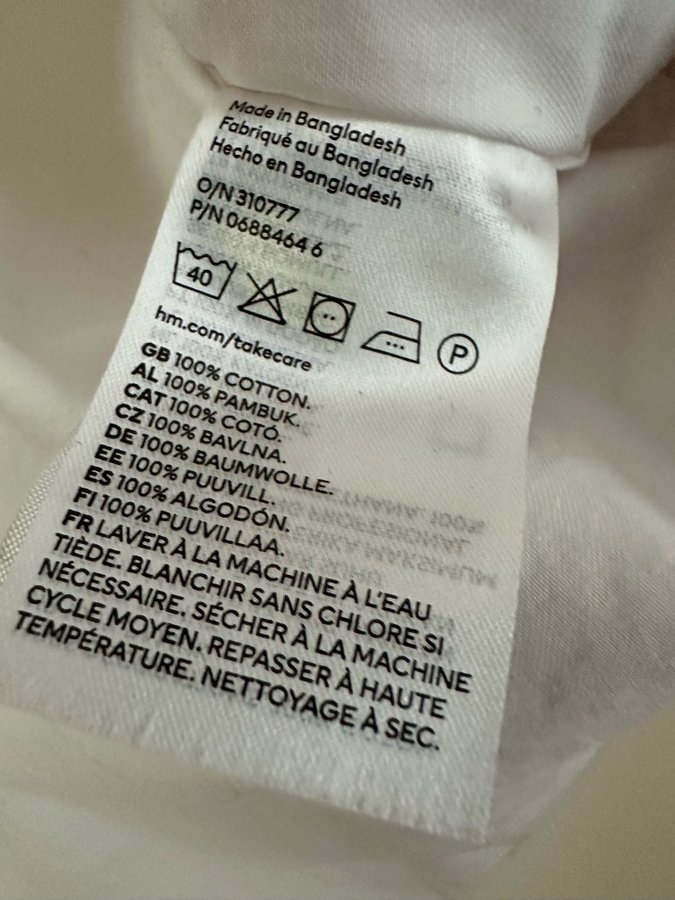 Made in Bangladesh
Fabriqué au Bangladesh
Hecho en Bangladesh
O/N 310777
P/N 06884646
40
P
hm.com/takecare
GB 100% COTTON.
AL 100% PAMBUK.
CAT 100% COTÓ.
CZ 100% BAVLNA.
DE 100% BAUMWOLLE.
EE 100% PUUVILL.
ES 100% ALGODÓN.
FI 100% PUUVILLAA.
FR LAVER À LA MACHINE À L'EAU
TIÈDE. BLANCHIR SANS CHLORE SI
NÉCESSAIRE. SÉCHER À LA MACHINE
CYCLE MOYEN. REPASSER À HAUTE
TEMPÉRATURE. NETTOYAGE À SEC.